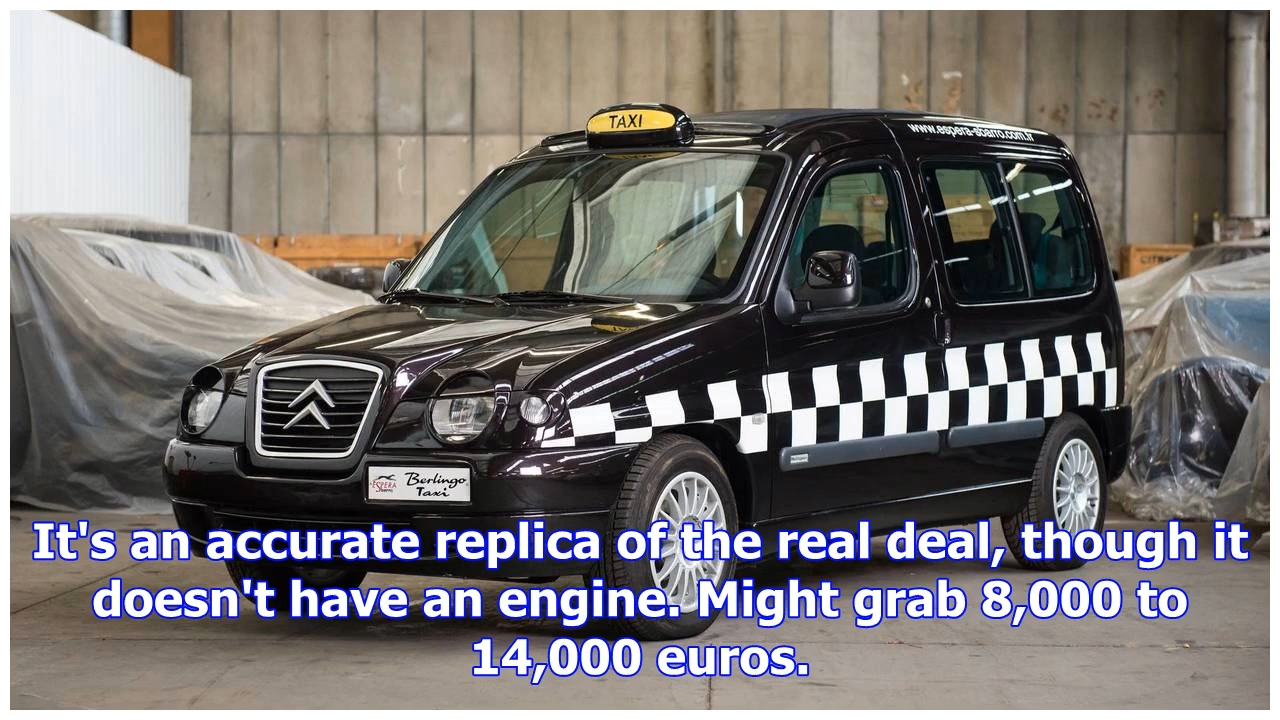 TAXI
www.espera-sbarro.com.fr
CITRO
ESPERA
SBARRO
Berlingo
Taxi
It's an accurate replica of the real deal, though it
doesn't have an engine. Might grab 8,000 to
14,000 euros.